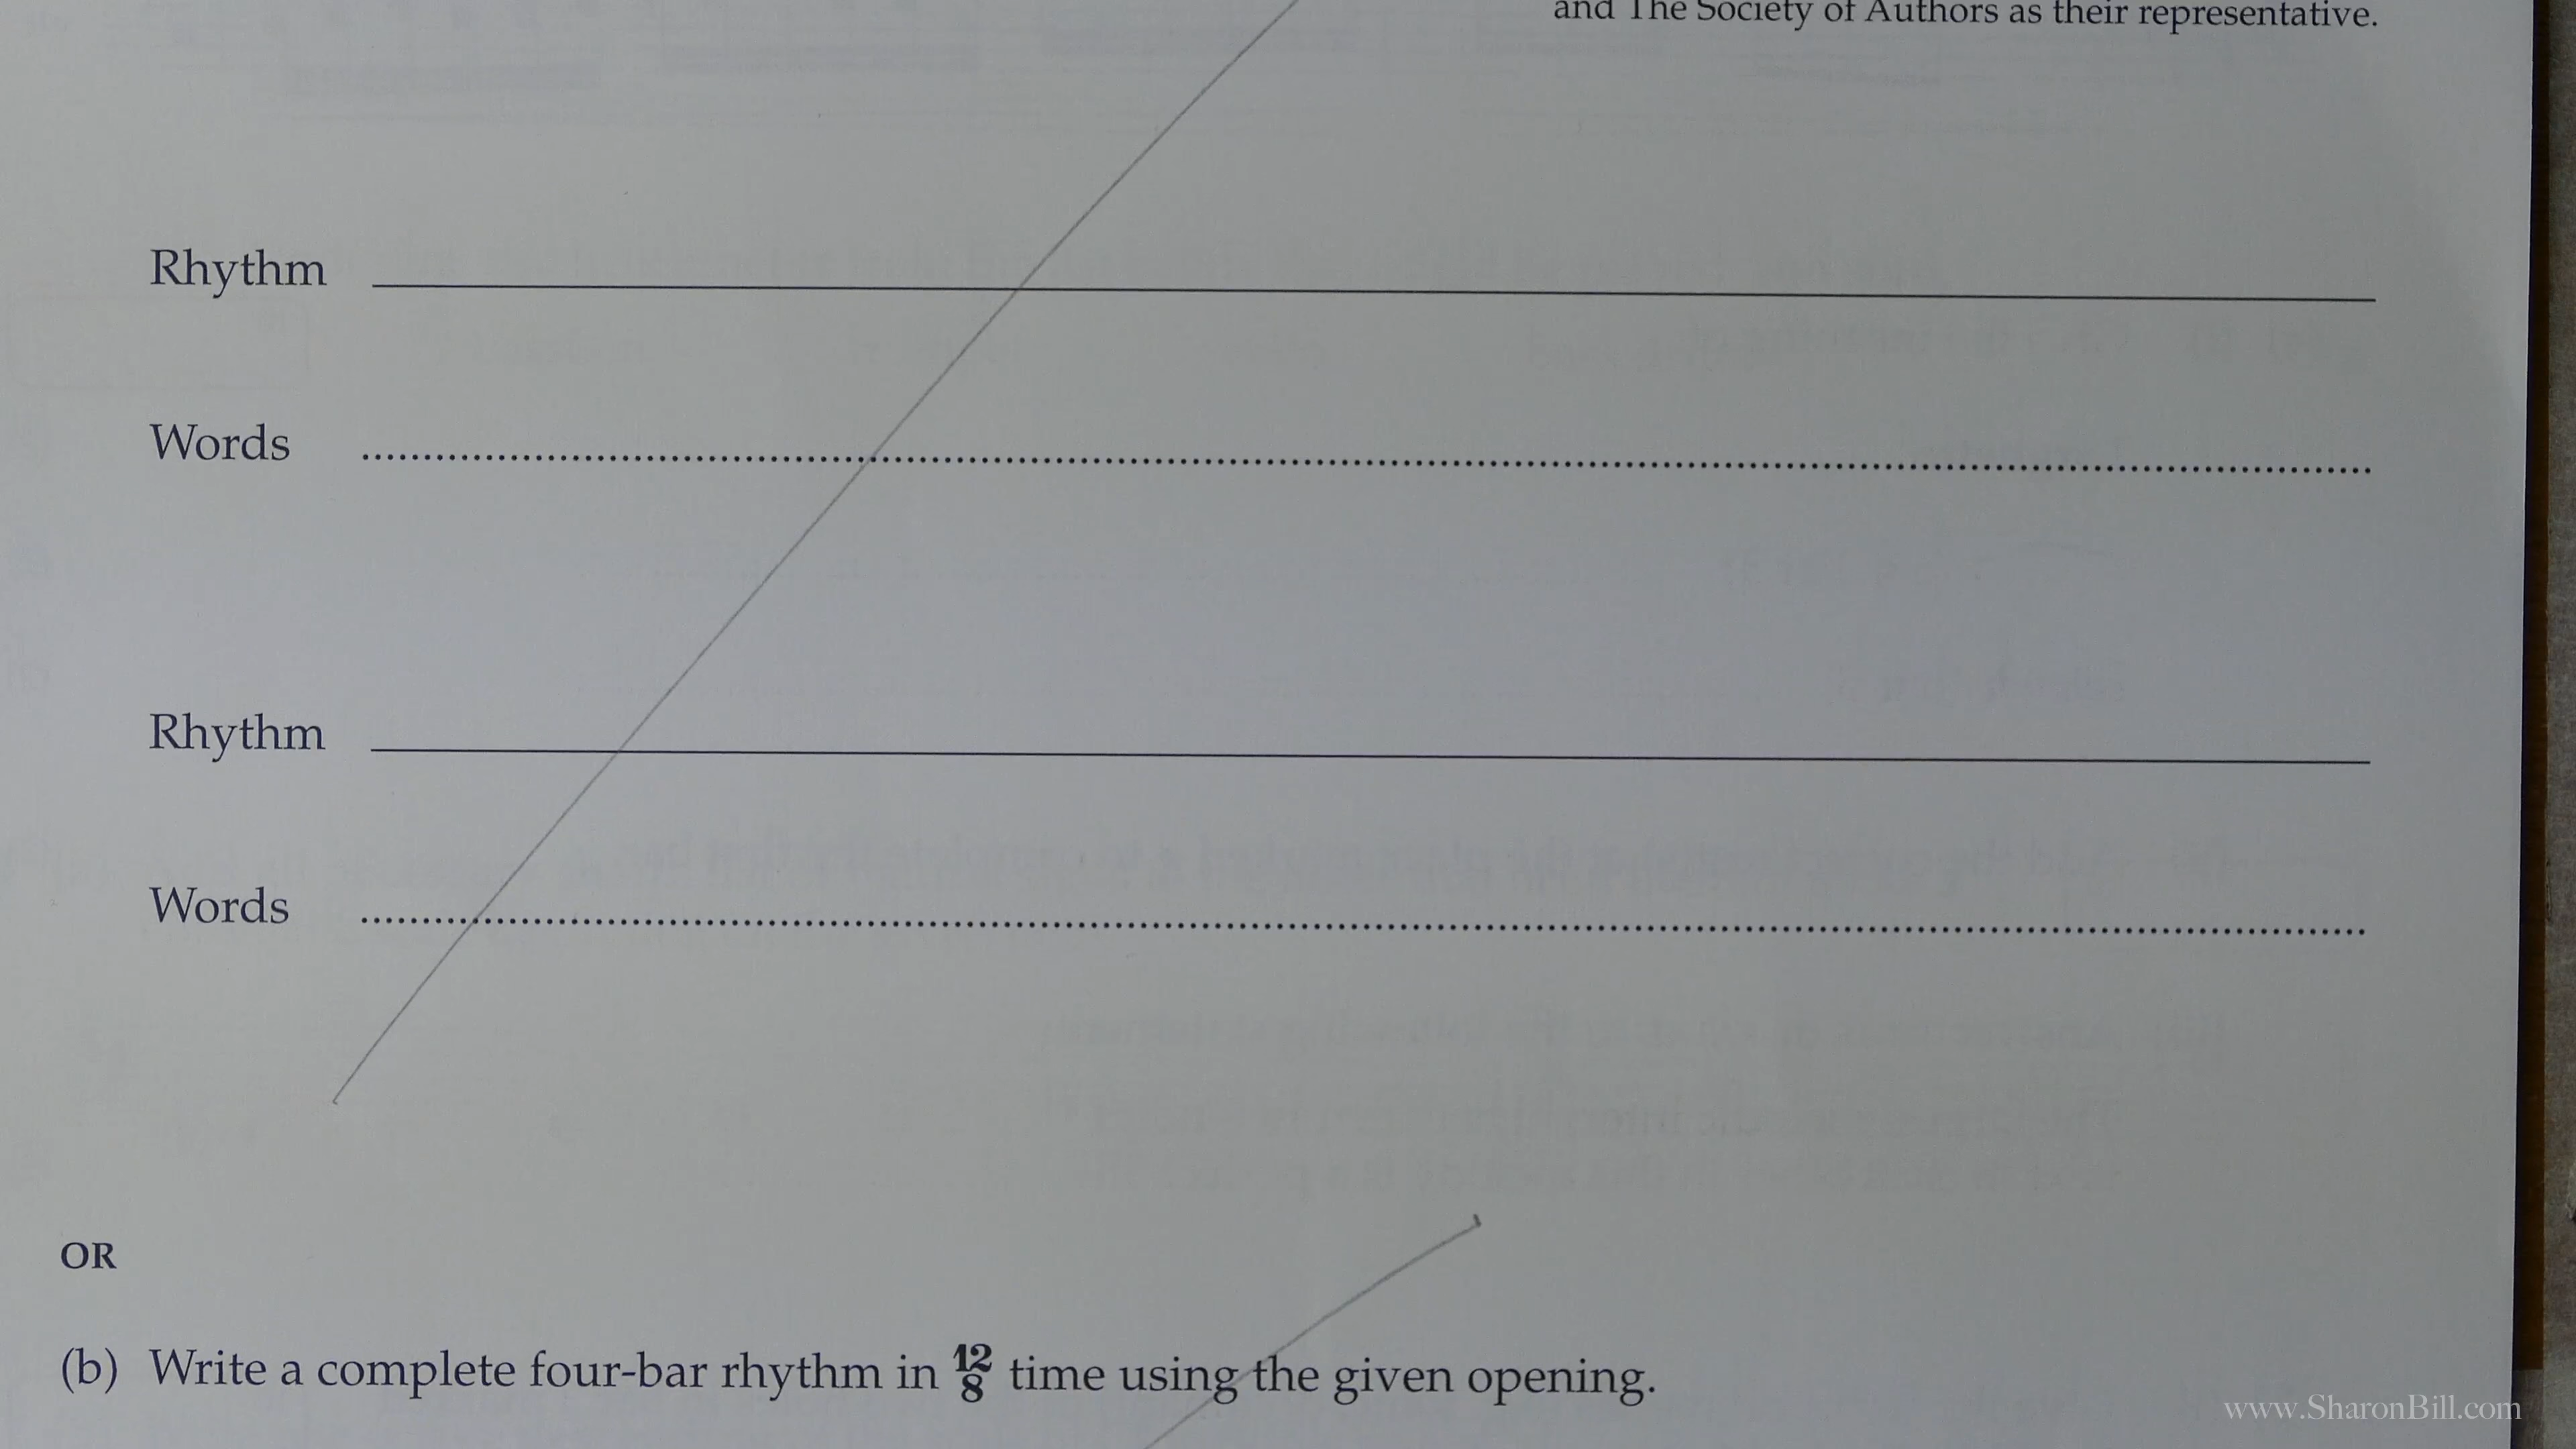 and The Society of Authors as their representative.
Rhythm
Words
Rhythm
Words
OR
(b) Write a complete four-bar rhythm in 12/8 time using the given opening.
www.SharonBill.com